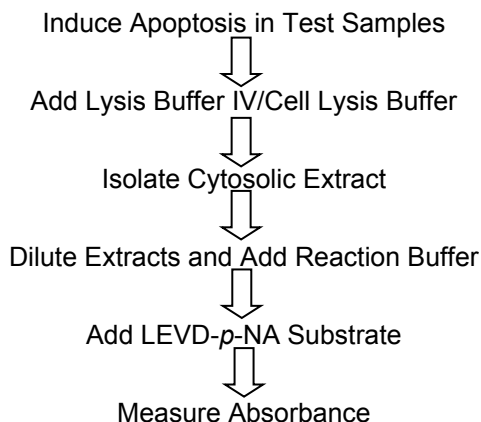 Induce Apoptosis in Test Samples
Add Lysis Buffer IV/Cell Lysis Buffer
Isolate Cytosolic Extract
Dilute Extracts and Add Reaction Buffer
Add LEVD-p-NA Substrate
Measure Absorbance